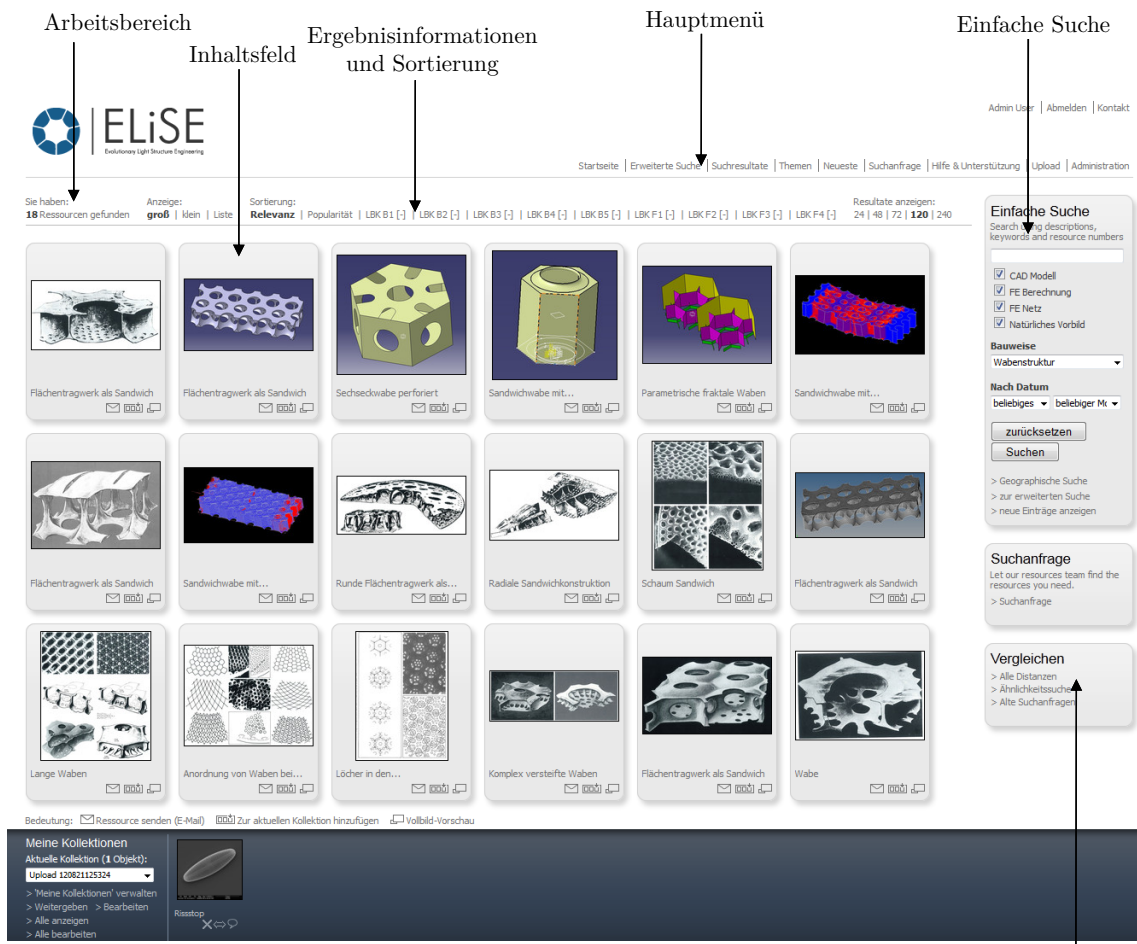 Arbeitsbereich
Inhaltsfeld
Ergebnisinformationen
und Sortierung
Hauptmenü
Einfache Suche
ELiSE
Evolutionary Light Structure Engineering
Admin User | Abmelden | Kontakt
Startseite | Erweiterte Suche | Suchresultate | Themen | Neueste | Suchanfrage | Hilfe & Unterstützung | Upload | Administration
Sie haben:
18 Ressourcen gefunden
Anzeige:
groß | klein | Liste
Sortierung:
Relevanz | Popularität | LBK B1 [-] | LBK B2 [-] | LBK B3 [-] | LBK B4 [-] | LBK B5 [-] | LBK F1 [-] | LBK F2 [-] | LBK F3 [-] | LBK F4 [-]
Resultate anzeigen:
24 | 48 | 72 | 120 | 240
Flächentragwerk als Sandwich
Flächentragwerk als Sandwich
Sechseckwabe perforiert
Sandwichwabe mit...
Parametrische fraktale Waben
Sandwichwabe mit...
Flächentragwerk als Sandwich
Sandwichwabe mit...
Runde Flächentragwerk als...
Radiale Sandwichkonstruktion
Schaum Sandwich
Flächentragwerk als Sandwich
Lange Waben
Anordnung von Waben bei...
Löcher in den...
Komplex versteifte Waben
Flächentragwerk als Sandwich
Wabe
Einfache Suche
Search using descriptions,
keywords and resource numbers
CAD Modell
FE Berechnung
FE Netz
Natürliches Vorbild
Bauweise
Wabenstruktur
Nach Datum
beliebiges
beliebiger Mc
zurücksetzen
Suchen
> Geographische Suche
> zur erweiterten Suche
> neue Einträge anzeigen
Suchanfrage
Let our resources team find the
resources you need.
> Suchanfrage
Vergleichen
> Alle Distanzen
> Ähnlichkeitssuche
> Alte Suchanfragen
Bedeutung: Ressource senden (E-Mail) Zur aktuellen Kollektion hinzufügen Vollbild-Vorschau
Meine Kollektionen
Aktuelle Kollektion (1 Objekt):
Upload 120821125324
> 'Meine Kollektionen' verwalten
> Weitergeben > Bearbeiten
> Alle anzeigen
> Alle bearbeiten
Rissstop